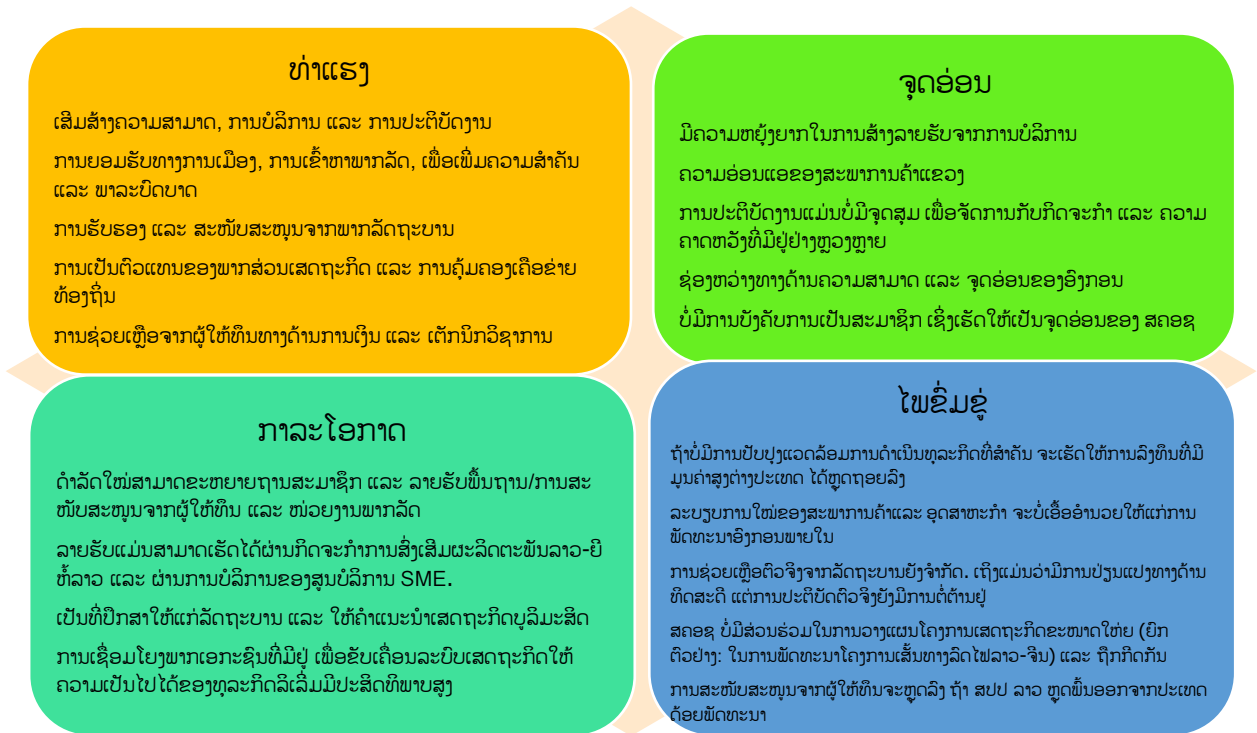 ທ່າແຮງ
ເສີມສ້າງຄວາມສາມາດ, ການບໍລິການ ແລະ ການປະຕິບັດງານ
ການຍອມຮັບທາງການເມືອງ, ການເຂົ້າຫາພາກລັດ, ເພື່ອເພີ່ມຄວາມສຳຄັນ
ແລະ ພາລະບົດບາດ
ການຮັບຮອງ ແລະ ສະໜັບສະໜຸນຈາກພາກລັດຖະບານ
ການເປັນຕົວແທນຂອງພາກສ່ວນເສດຖະກິດ ແລະ ການຄຸ້ມຄອງເຄືອຂ່າຍ
ທ້ອງຖິ່ນ
ການຊ່ວຍເຫຼືອຈາກຜູ້ໃຫ້ທຶນທາງດ້ານການເງິນ ແລະ ເຕັກນິກວິຊາການ
ຈຸດອ່ອນ
ມີຄວາມຫຍຸ້ງຍາກໃນການສ້າງລາຍຮັບຈາກການບໍລິການ
ຄວາມອ່ອນແອຂອງສະພາການຄ້າແຂວງ
ການປະຕິບັດງານແມ່ນບໍ່ມີຈຸດສຸມ ເພື່ອຈັດການກັບກິດຈະກຳ ແລະ ຄວາມ
ຄາດຫວັງທີ່ມີຢູ່ຢ່າງຫຼວງຫຼາຍ
ຊ່ອງຫວ່າງທາງດ້ານຄວາມສາມາດ ແລະ ຈຸດອ່ອນຂອງອົງກອນ
ບໍ່ມີການບັງຄັບການເປັນສະມາຊິກ ເຊິ່ງເຮັດໃຫ້ເປັນຈຸດອ່ອນຂອງ ສຄອຊ
ກາລະໂອກາດ
ດຳລັດໃໝ່ສາມາດຂະຫຍາຍຖານສະມາຊຶກ ແລະ ລາຍຮັບພື້ນຖານ/ການສະ
ໜັບສະໜຸນຈາກຜູ້ໃຫ້ທຶນ ແລະ ໜ່ວຍງານພາກລັດ
ລາຍຮັບແມ່ນສາມາດເຮັດໄດ້ຜ່ານກິດຈະກຳການສົ່ງເສີມຜະລິດຕະພັນລາວ-ຍີ
ຫໍ້ລາວ ແລະ ຜ່ານການບໍລິການຂອງສູນບໍລິການ SME.
ເປັນທີ່ປຶກສາໃຫ້ແກ່ລັດຖະບານ ແລະ ໃຫ້ຄຳແນະນຳເສດຖະກິດບູລິມະສິດ
ການເຊື່ອມໂຍງພາກເອກະຊົນທີ່ມີຢູ່ ເພື່ອຂັບເຄື່ອນລະບົບເສດຖະກິດໃຫ້
ຄວາມເປັນໄປໄດ້ຂອງທຸລະກິດລິເລີ່ມມີປະສິດທິພາບສູງ
ໄພຂົ່ມຂູ່
ຖ້າບໍ່ມີການປັບປຸງແວດລ້ອມການດຳເນີນທຸລະກິດທີ່ສຳຄັນ ຈະເຮັດໃຫ້ການລົງທຶນທີ່ມີ
ມູນຄ່າສູງຕ່າງປະເທດ ໄດ້ຫຼຸດຖອຍລົງ
ລະບຽບການໃໝ່ຂອງສະພາການຄ້າແລະ ອຸດສາຫະກຳ ຈະບໍ່ເອື້ອອຳນວຍໃຫ້ແກ່ການ
ພັດທະນາອົງກອນພາຍໃນ
ການຊ່ວຍເຫຼືອຕົວຈິງຈາກລັດຖະບານຍັງຈຳກັດ. ເຖິງແມ່ນວ່າມີການປ່ຽນແປງທາງດ້ານ
ທິດສະດີ ແຕ່ການປະຕິບັດຕົວຈິງຍັງມີການຕໍ່ຕ້ານຢູ່
ສຄອຊ ບໍ່ມີສ່ວນຮ່ວມໃນການວາງແຜນໂຄງການເສດຖະກິດຂະໜາດໃຫ່ຍ (ຍົກ
ຕົວຢ່າງ: ໃນການພັດທະນາໂຄງການເສັ້ນທາງລົດໄຟລາວ-ຈີນ) ແລະ ຖືກກີດກັນ
ການສະໜັບສະໜຸນຈາກຜູ້ໃຫ້ທຶນຈະຫຼຸດລົງ ຖ້າ ສປປ ລາວ ຫຼຸດພົ້ນອອກຈາກປະເທດ
ດ້ອຍພັດທະນາ